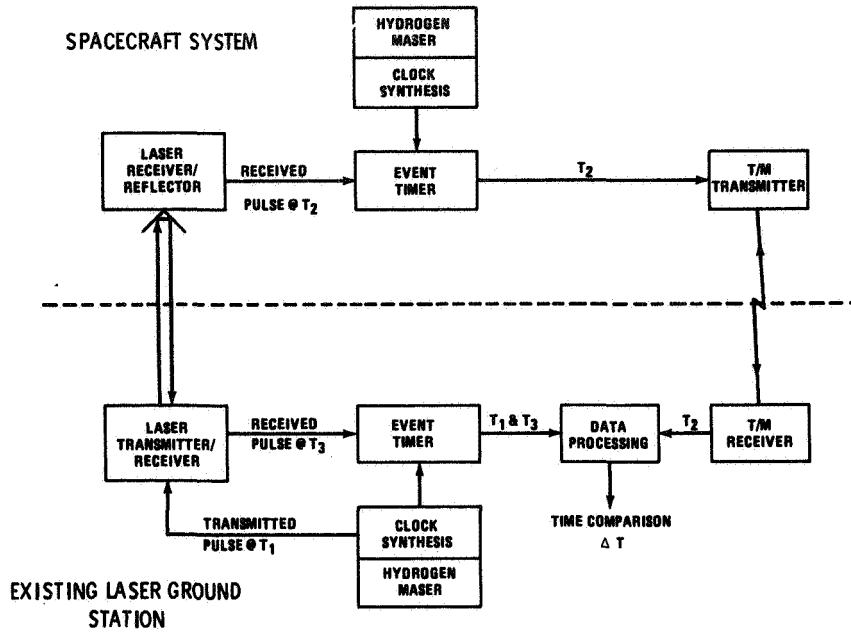 SPACECRAFT SYSTEM
HYDROGEN
MASER
CLOCK
SYNTHESIS
LASER
RECEIVER/
REFLECTOR
RECEIVED
PULSE @ T2
EVENT
TIMER
T2
T/M
TRANSMITTER
LASER
TRANSMITTER/
RECEIVER
RECEIVED
PULSE @ T3
EVENT
TIMER
T1 & T3
DATA
PROCESSING
T2
T/M
RECEIVER
TRANSMITTED
PULSE @ T1
CLOCK
SYNTHESIS
HYDROGEN
MASER
TIME COMPARISON
Δ T
EXISTING LASER GROUND
STATION